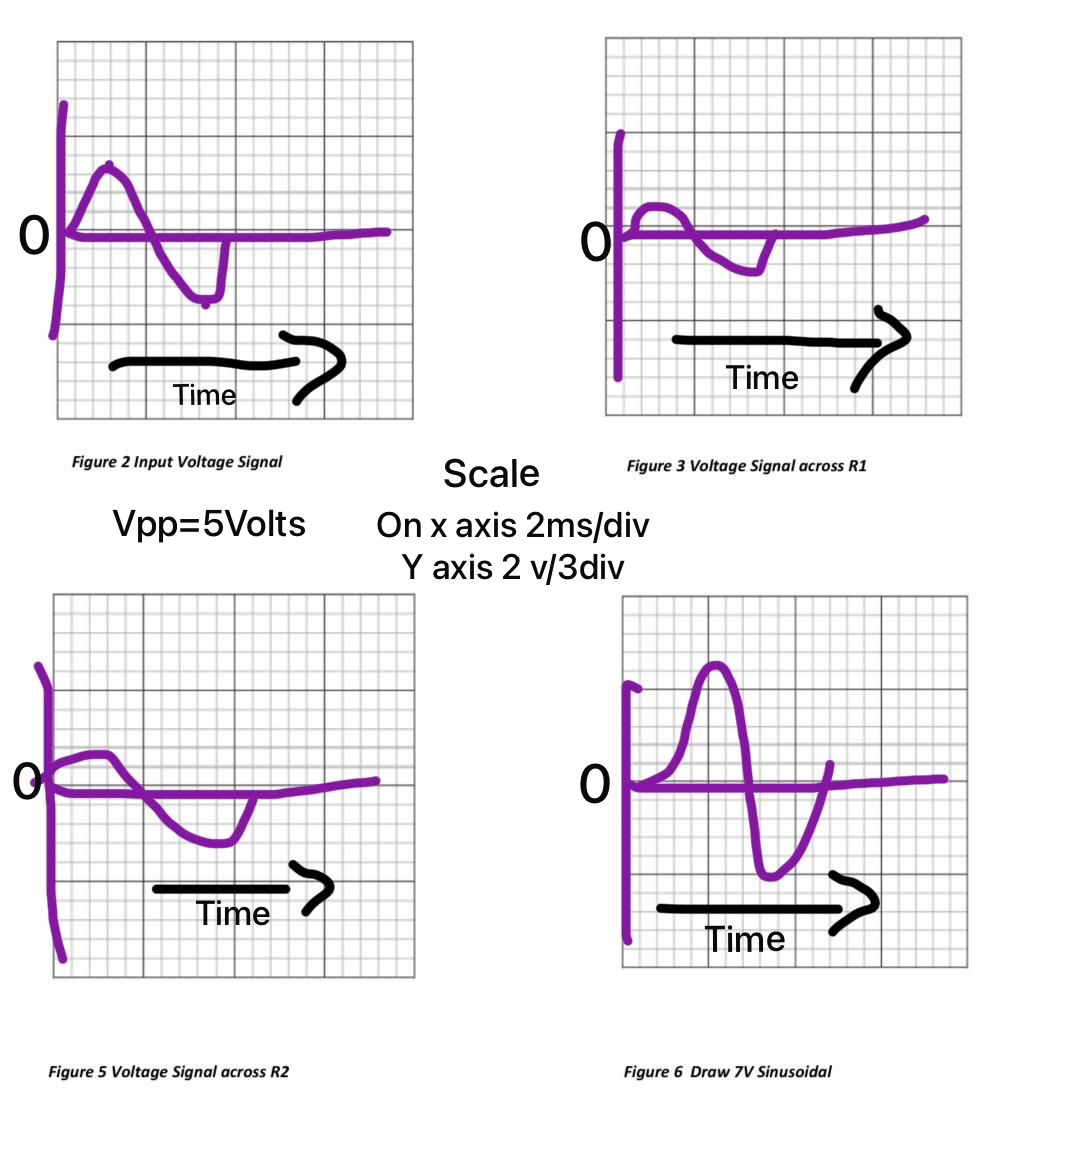 0
Time
Figure 2 Input Voltage Signal
0
Time
Figure 3 Voltage Signal across R1
Scale
Vpp=5Volts
On x axis 2ms/div
Y axis 2 v/3div
0
Time
Figure 5 Voltage Signal across R2
0
Time
Figure 6 Draw 7V Sinusoidal